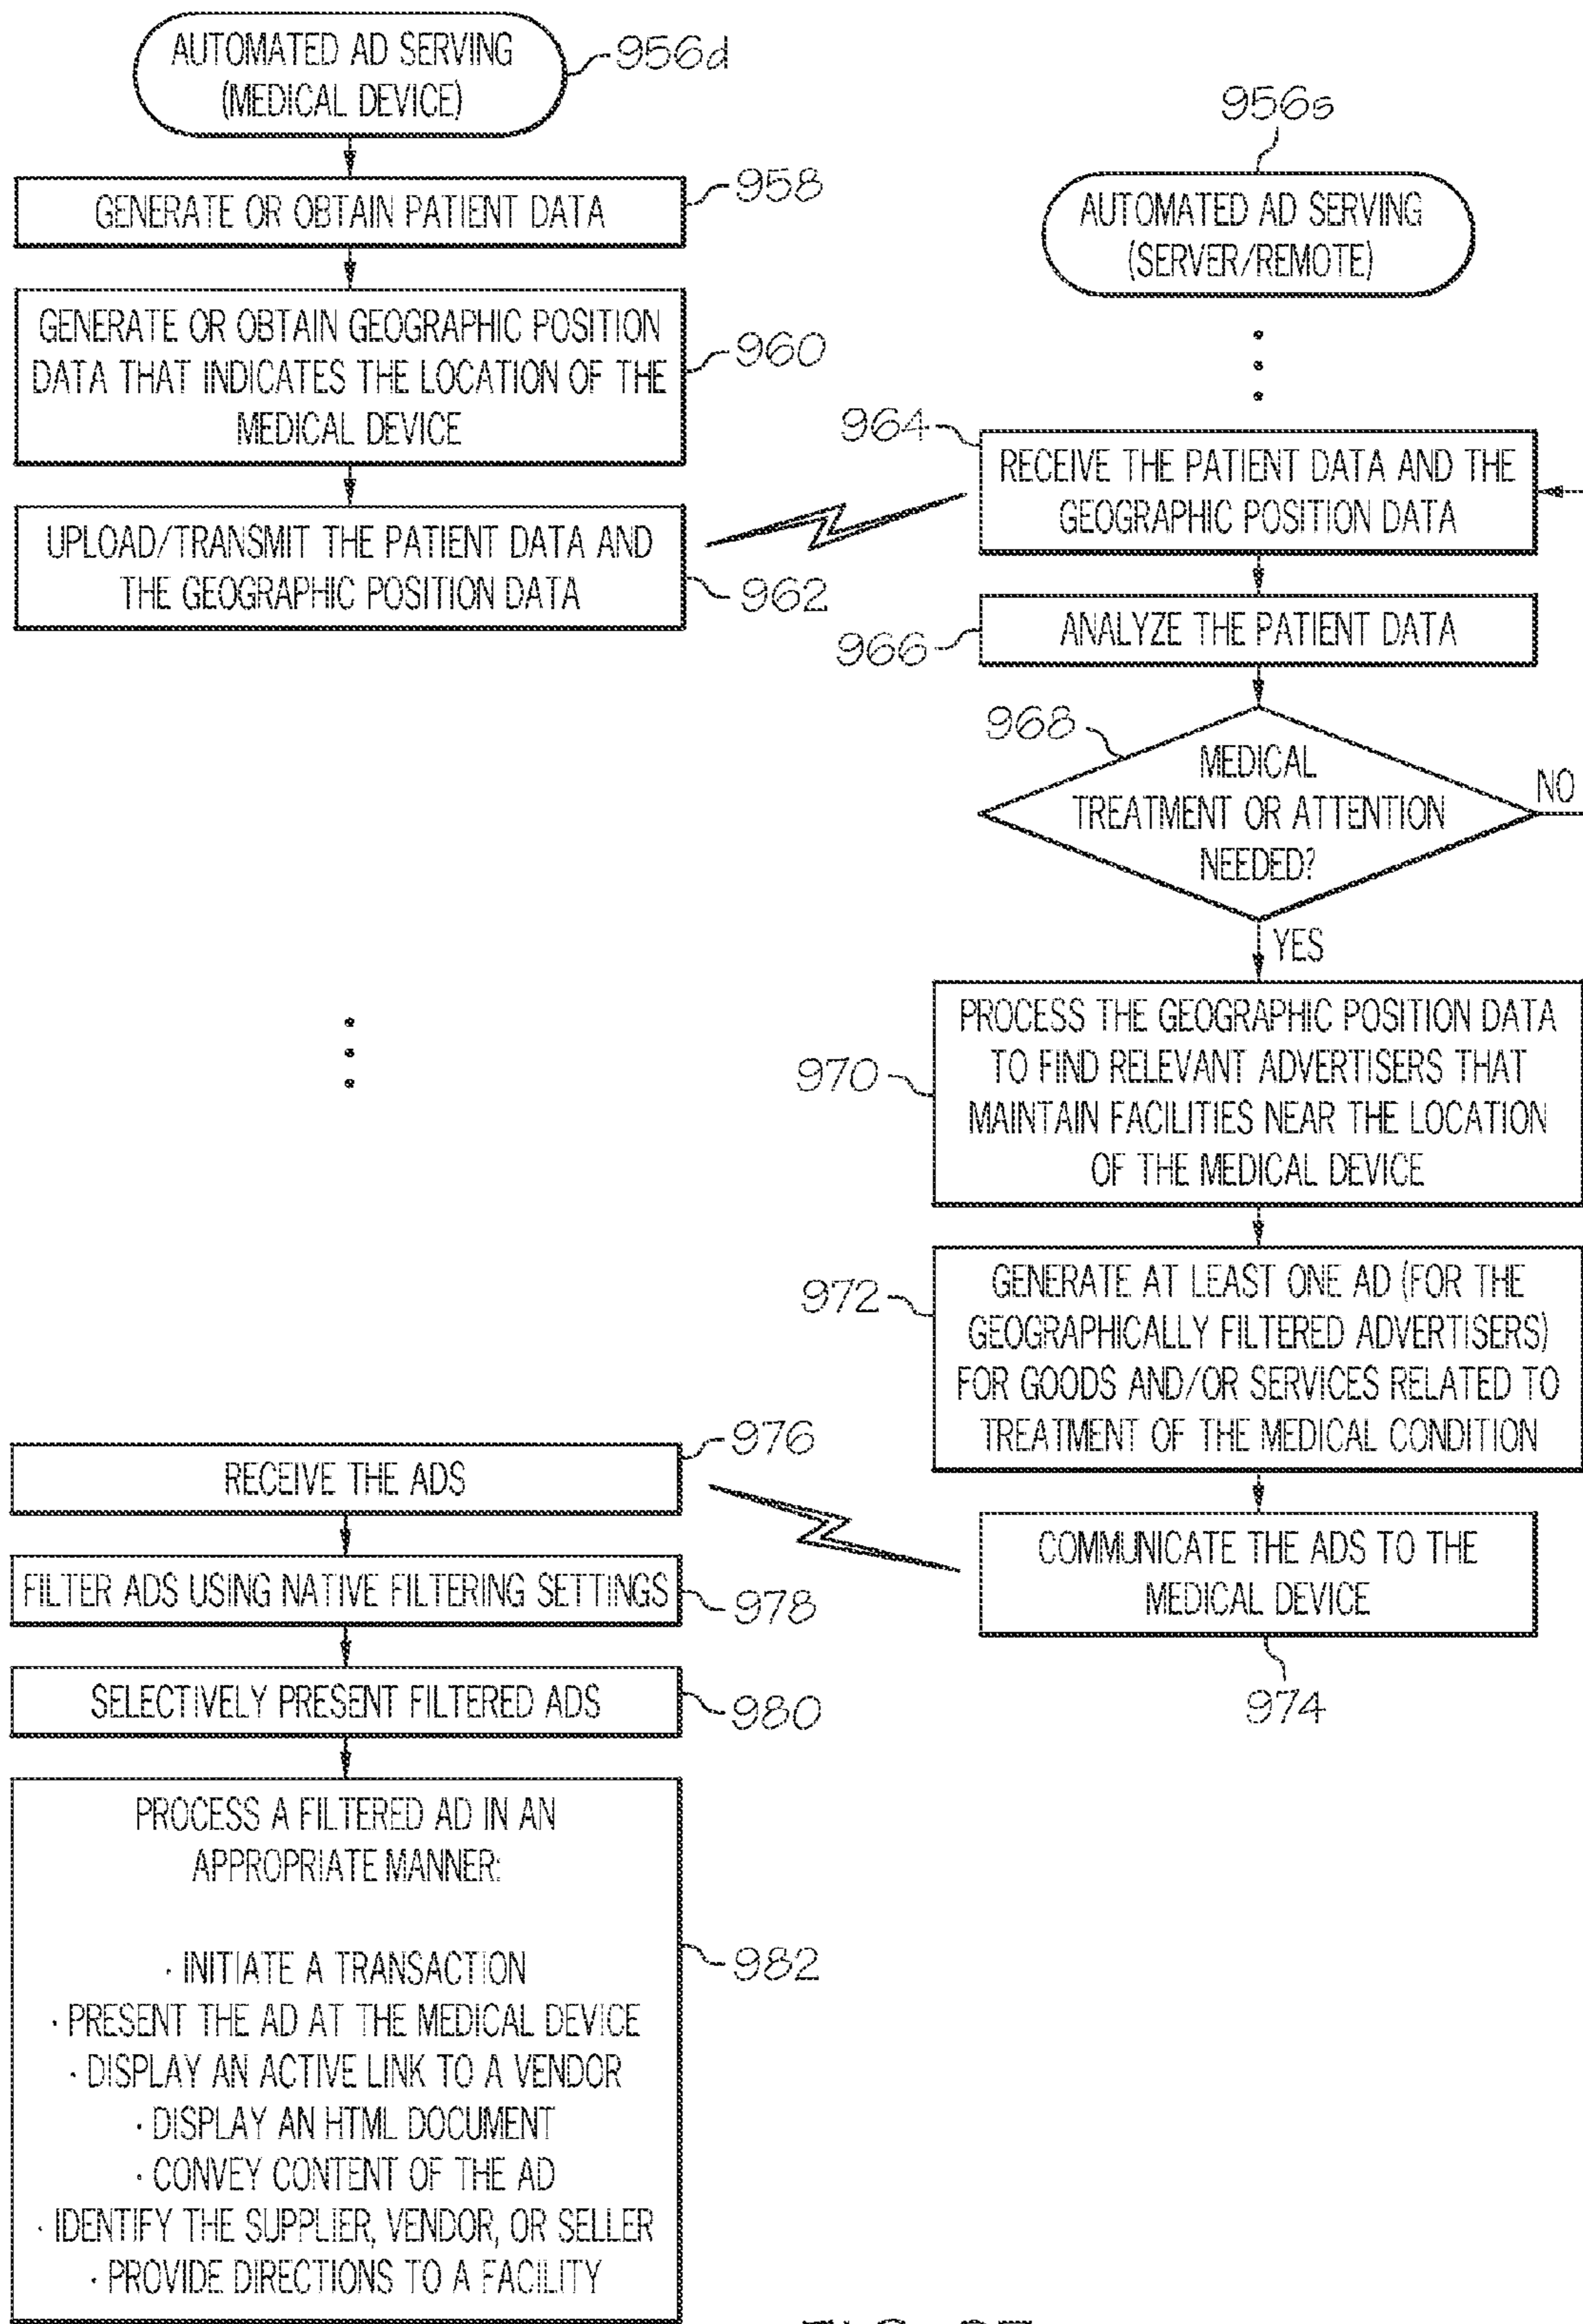 AUTOMATED AD SERVING
(MEDICAL DEVICE)
956d
GENERATE OR OBTAIN PATIENT DATA
958
GENERATE OR OBTAIN GEOGRAPHIC POSITION
DATA THAT INDICATES THE LOCATION OF THE
MEDICAL DEVICE
960
UPLOAD/TRANSMIT THE PATIENT DATA AND
THE GEOGRAPHIC POSITION DATA
962
956s
AUTOMATED AD SERVING
(SERVER/REMOTE)
964
RECEIVE THE PATIENT DATA AND THE
GEOGRAPHIC POSITION DATA
ANALYZE THE PATIENT DATA
966
968
MEDICAL
TREATMENT OR ATTENTION
NEEDED?
NO
YES
PROCESS THE GEOGRAPHIC POSITION DATA
TO FIND RELEVANT ADVERTISERS THAT
MAINTAIN FACILITIES NEAR THE LOCATION
OF THE MEDICAL DEVICE
970
GENERATE AT LEAST ONE AD (FOR THE
GEOGRAPHICALLY FILTERED ADVERTISERS)
FOR GOODS AND/OR SERVICES RELATED TO
TREATMENT OF THE MEDICAL CONDITION
972
COMMUNICATE THE ADS TO THE
MEDICAL DEVICE
974
RECEIVE THE ADS
976
FILTER ADS USING NATIVE FILTERING SETTINGS
978
SELECTIVELY PRESENT FILTERED ADS
980
PROCESS A FILTERED AD IN AN
APPROPRIATE MANNER:
· INITIATE A TRANSACTION
· PRESENT THE AD AT THE MEDICAL DEVICE
· DISPLAY AN ACTIVE LINK TO A VENDOR
· DISPLAY AN HTML DOCUMENT
· CONVEY CONTENT OF THE AD
· IDENTIFY THE SUPPLIER, VENDOR, OR SELLER
· PROVIDE DIRECTIONS TO A FACILITY
982